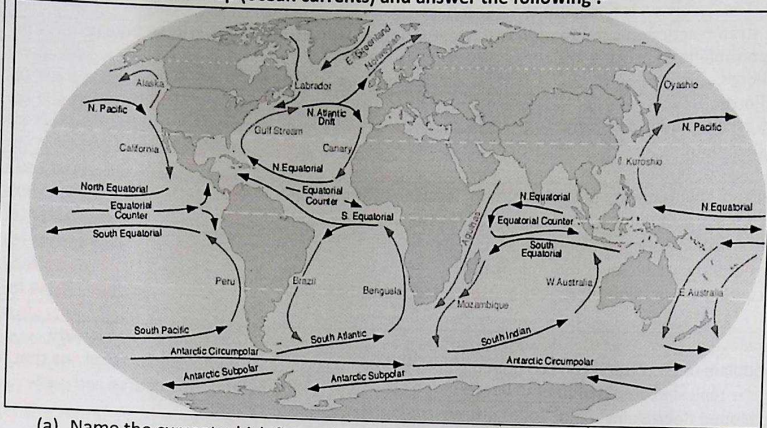 (ocean currents) and answer the following :
E. Greenland
Norwegian
Alaska
Labrador
Oyashio
N. Pacific
N. Atlantic
Drift
N. Pacific
Gulf Stream
California
Canary
Kuroshio
N. Equatorial
North Equatorial
Equatorial
Counter
N. Equatorial
N. Equatorial
Equatorial
Counter
S. Equatorial
Equatorial Counter
South Equatorial
South
Equatorial
Agulhas
Peru
Brazil
Benguela
Mozambique
W Australia
E. Australia
South Pacific
South Atlantic
South Indian
Antarctic Circumpolar
Antarctic Circumpolar
Antarctic Subpolar
Antarctic Subpolar
(a) Name the